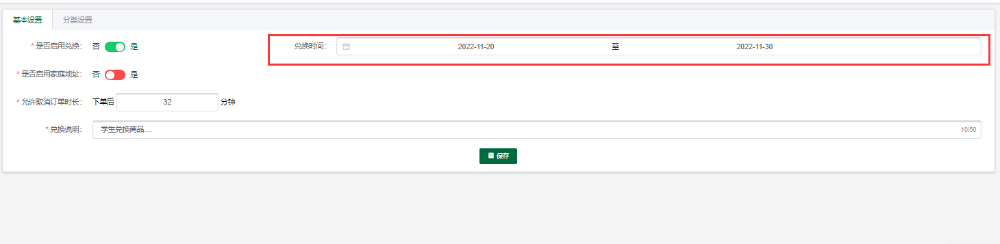 基本设置 分类设置
* 是否启用兑换： 否 是 兑换时间： 2022-11-20 至 2022-11-30
* 是否启用家庭地址： 否 是
* 允许取消订单时长： 下单后 32 分钟
* 兑换说明： 学生兑换商品.... 10/50
保存